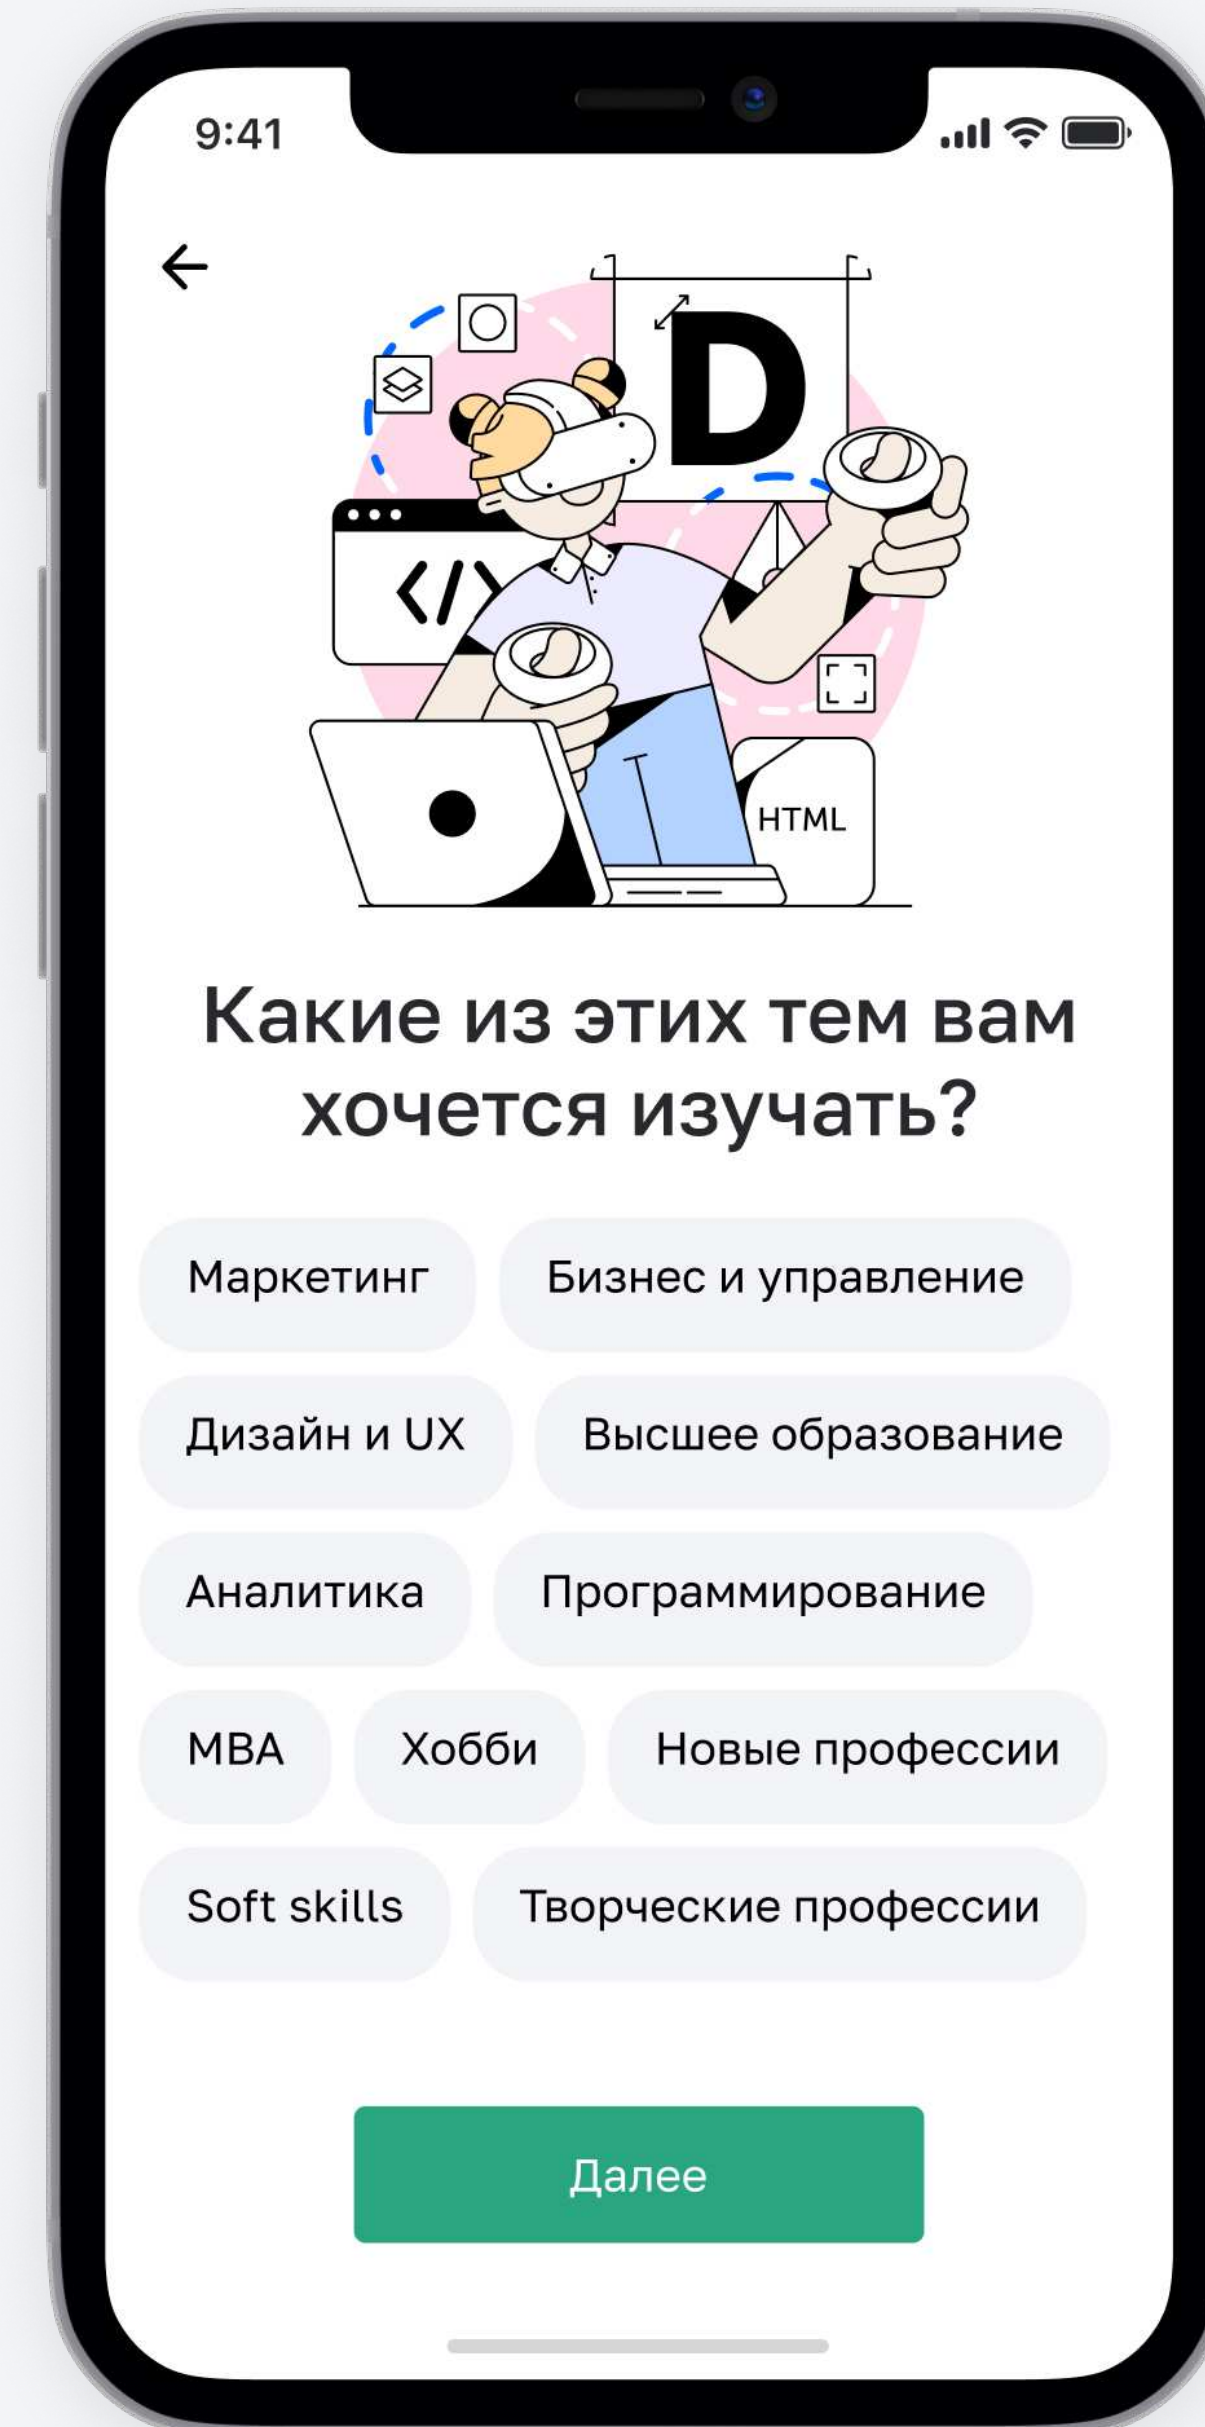 9:41
D
</>
HTML
Какие из этих тем вам
хочется изучать?
Маркетинг Бизнес и управление
Дизайн и UX Высшее образование
Аналитика Программирование
MBA Хобби Новые профессии
Soft skills Творческие профессии
Далее